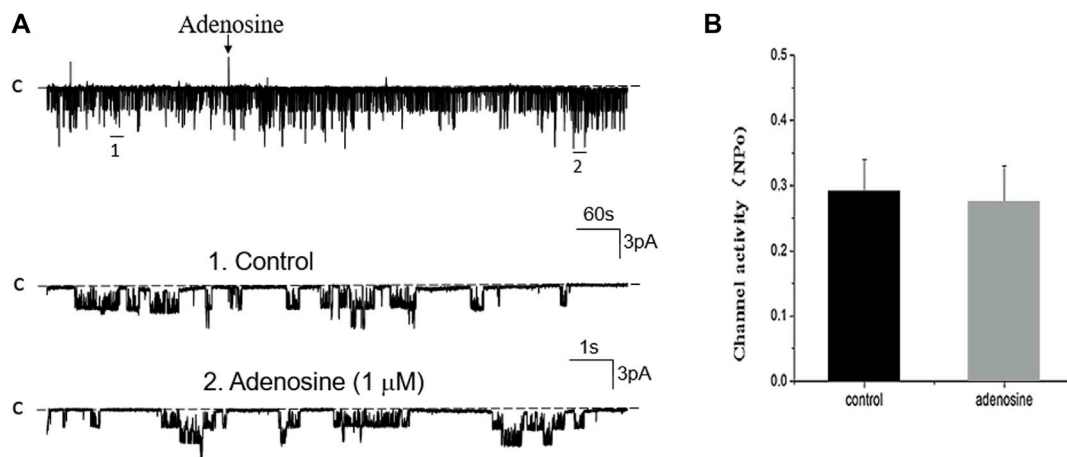 A
Adenosine
C
1
2
60s
3pA
1. Control
C
1s
3pA
2. Adenosine (1 μM)
C
B
Channel activity (NPo)
0.5
0.4
0.3
0.2
0.1
0.0
control
adenosine